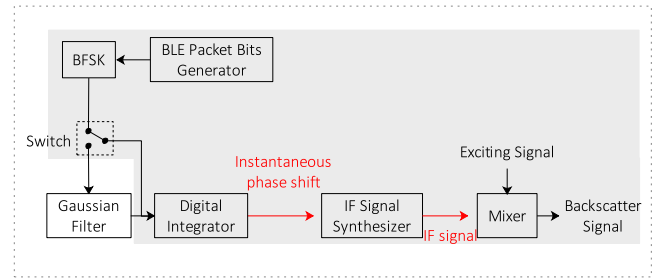 BFSK
BLE Packet Bits
Generator
Switch
Instantaneous
phase shift
Exciting Signal
Gaussian
Filter
Digital
Integrator
IF Signal
Synthesizer
IF signal
Mixer
Backscatter
Signal